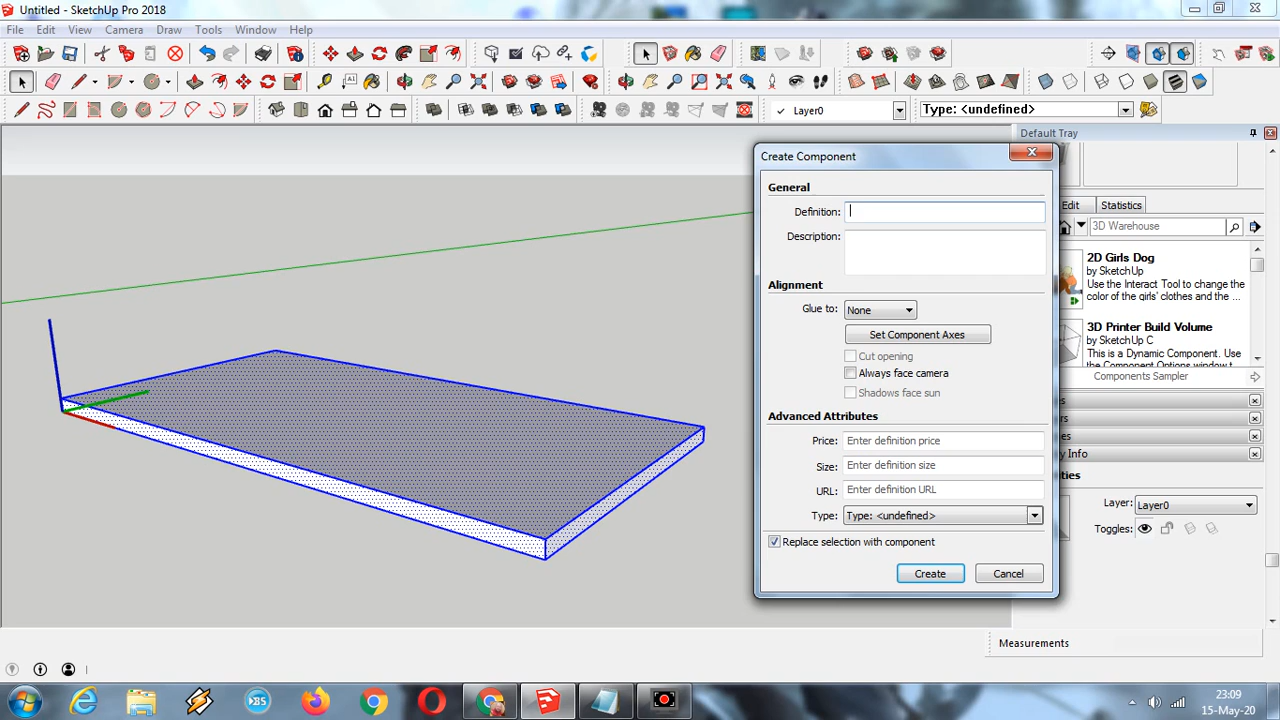 Untitled - SketchUp Pro 2018
File Edit View Camera Draw Tools Window Help
Layer0
Type: <undefined>
Default Tray
Create Component
General
Definition:
Description:
Alignment
Glue to: None
Set Component Axes
Cut opening
Always face camera
Shadows face sun
Advanced Attributes
Price: Enter definition price
Size: Enter definition size
URL: Enter definition URL
Type: Type: <undefined>
Replace selection with component
Create Cancel
Edit Statistics
3D Warehouse
2D Girls Dog
by SketchUp
Use the Interact Tool to change
the color of the girls' clothes and the ...
3D Printer Build Volume
by SketchUp C
This is a Dynamic Component. Use
Components Sampler
y Info
Layer: Layer0
Toggles:
Measurements
23:09
15-May-20